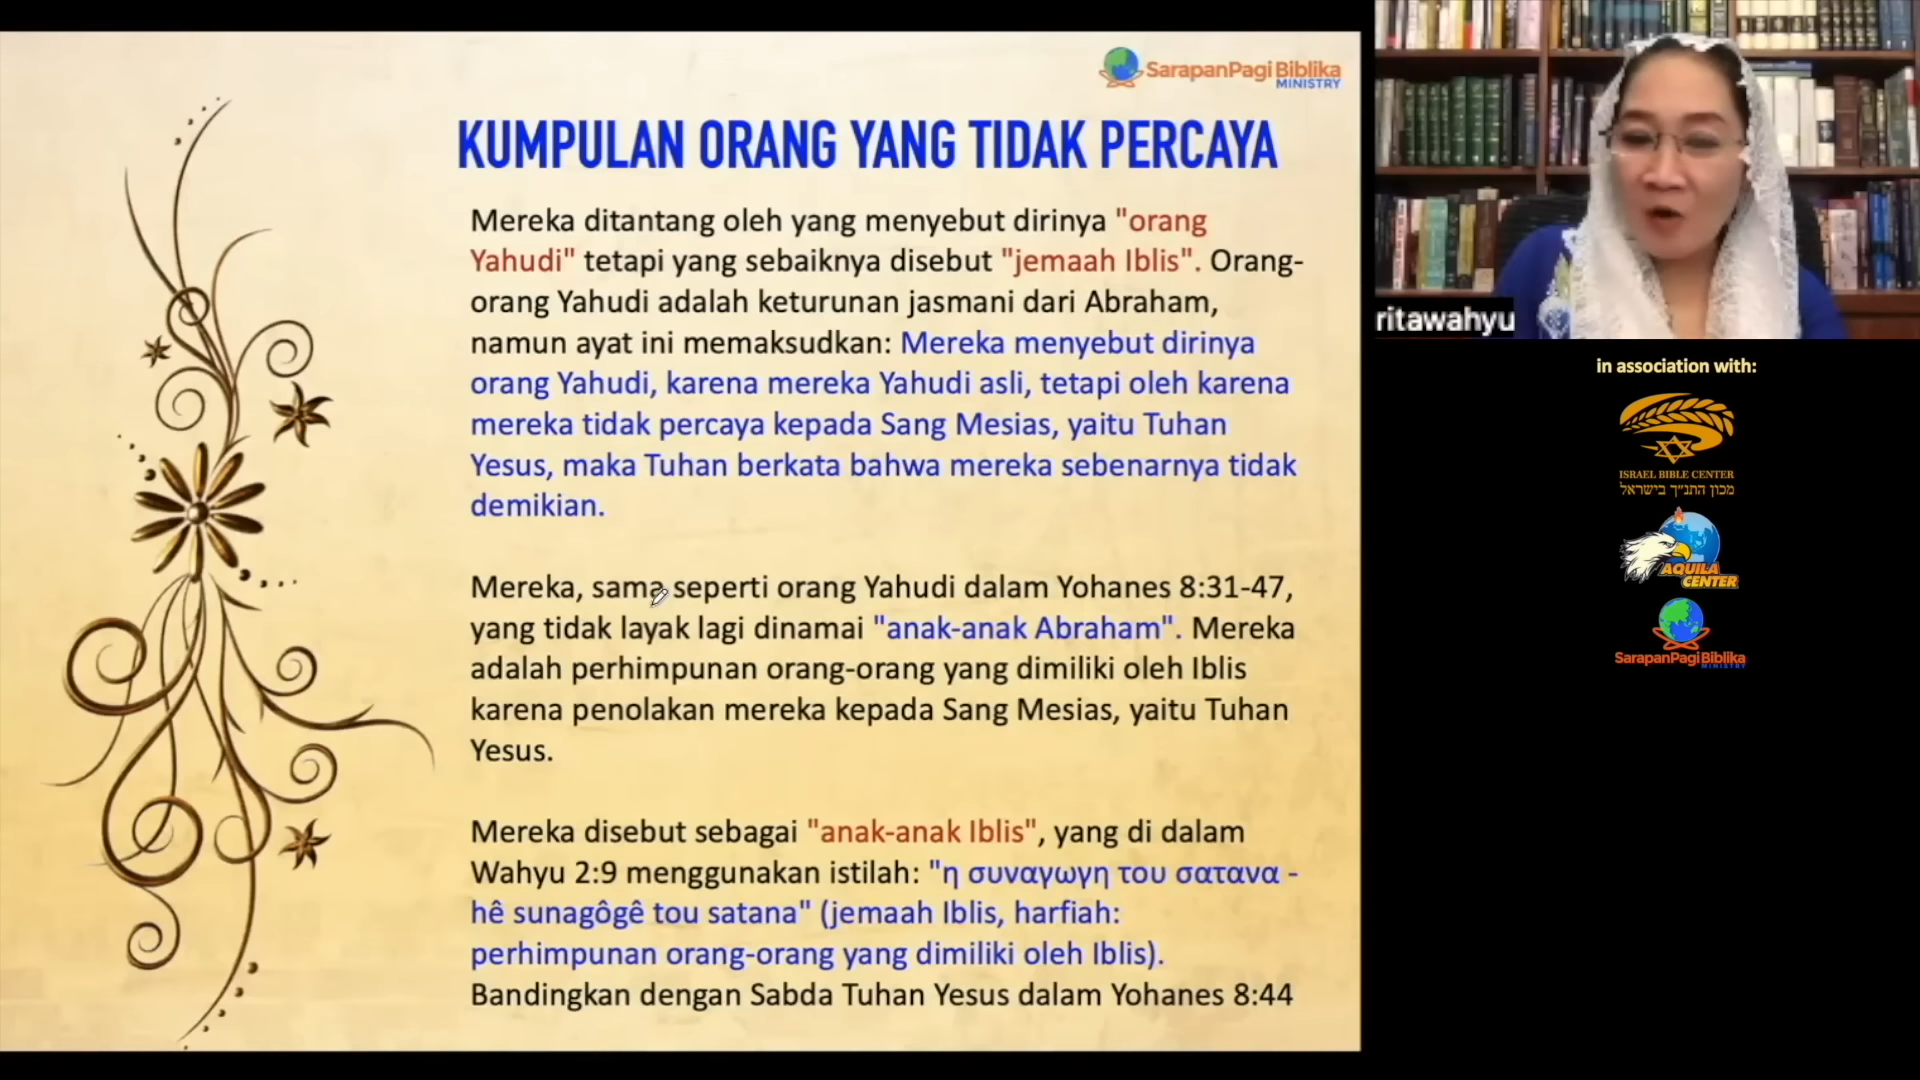 SarapanPagi Biblika
MINISTRY
KUMPULAN ORANG YANG TIDAK PERCAYA
Mereka ditantang oleh yang menyebut dirinya "orang
Yahudi" tetapi yang sebaiknya disebut "jemaah Iblis". Orang-
orang Yahudi adalah keturunan jasmani dari Abraham,
namun ayat ini memaksudkan: Mereka menyebut dirinya
orang Yahudi, karena mereka Yahudi asli, tetapi oleh karena
mereka tidak percaya kepada Sang Mesias, yaitu Tuhan
Yesus, maka Tuhan berkata bahwa mereka sebenarnya tidak
demikian.
Mereka, sama seperti orang Yahudi dalam Yohanes 8:31-47,
yang tidak layak lagi dinamai "anak-anak Abraham". Mereka
adalah perhimpunan orang-orang yang dimiliki oleh Iblis
karena penolakan mereka kepada Sang Mesias, yaitu Tuhan
Yesus.
Mereka disebut sebagai "anak-anak Iblis", yang di dalam
Wahyu 2:9 menggunakan istilah: "η συναγωγη του σατανα -
hê sunagôgê tou satana" (jemaah Iblis, harfiah:
perhimpunan orang-orang yang dimiliki oleh Iblis).
Bandingkan dengan Sabda Tuhan Yesus dalam Yohanes 8:44
ritawahyu
in association with:
ISRAEL BIBLE CENTER
מכון התנ״ך בישראל
AQUILA
CENTER
SarapanPagi Biblika
MINISTRY